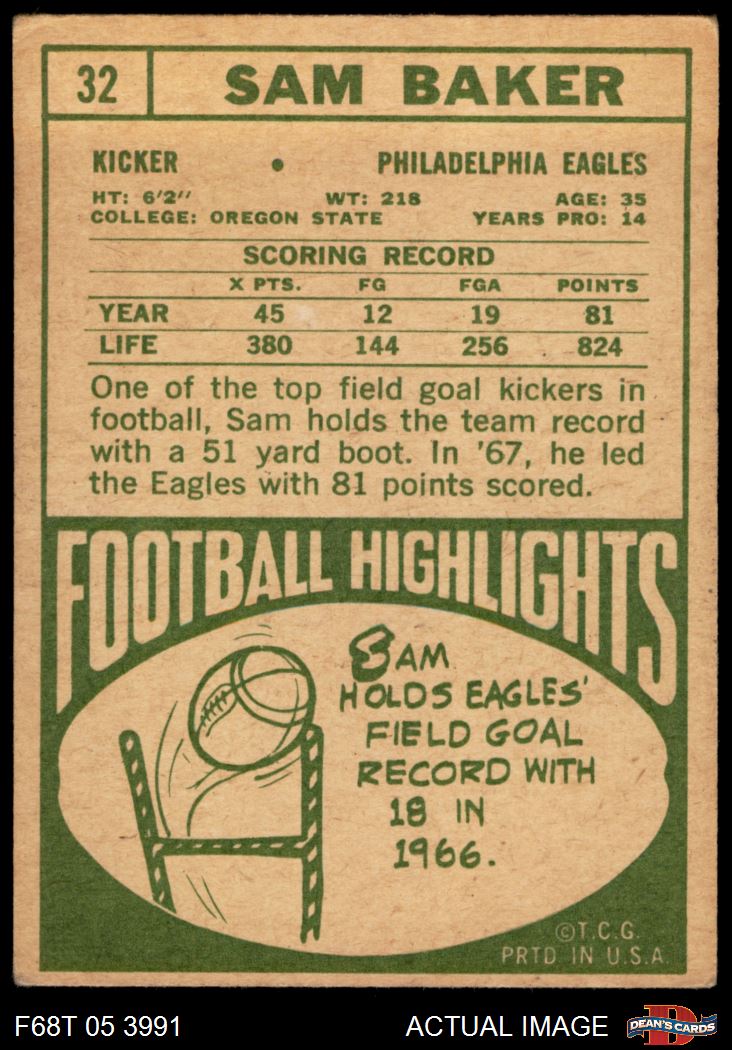 32 SAM BAKER
KICKER • PHILADELPHIA EAGLES
HT: 6'2" WT: 218 AGE: 35
COLLEGE: OREGON STATE YEARS PRO: 14
SCORING RECORD
X PTS. FG FGA POINTS
YEAR 45 12 19 81
LIFE 380 144 256 824
One of the top field goal kickers in
football, Sam holds the team record
with a 51 yard boot. In '67, he led
the Eagles with 81 points scored.
FOOTBALL HIGHLIGHTS
SAM
HOLDS EAGLES'
FIELD GOAL
RECORD WITH
18 IN
1966.
©T.C.G.
PRTD IN U.S.A.
F68T 05 3991 ACTUAL IMAGE D DEAN'S CARDS